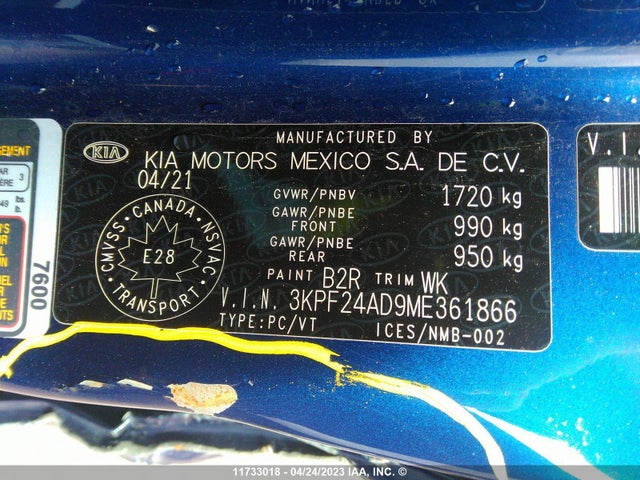 MANUFACTURED BY
KIA
KIA MOTORS MEXICO S.A. DE C.V.
04/21
GVWR/PNBV 1720 kg
GAWR/PNBE
FRONT 990 kg
GAWR/PNBE
REAR 950 kg
CMVSS · CANADA · NSVAC
E 28
TRANSPORT
PAINT B2R TRIM WK
V.I.N. 3KPF24AD9ME361866
TYPE:PC/VT ICES/NMB-002
7600
V.I.
11733018 - 04/24/2023 IAA, INC. ©